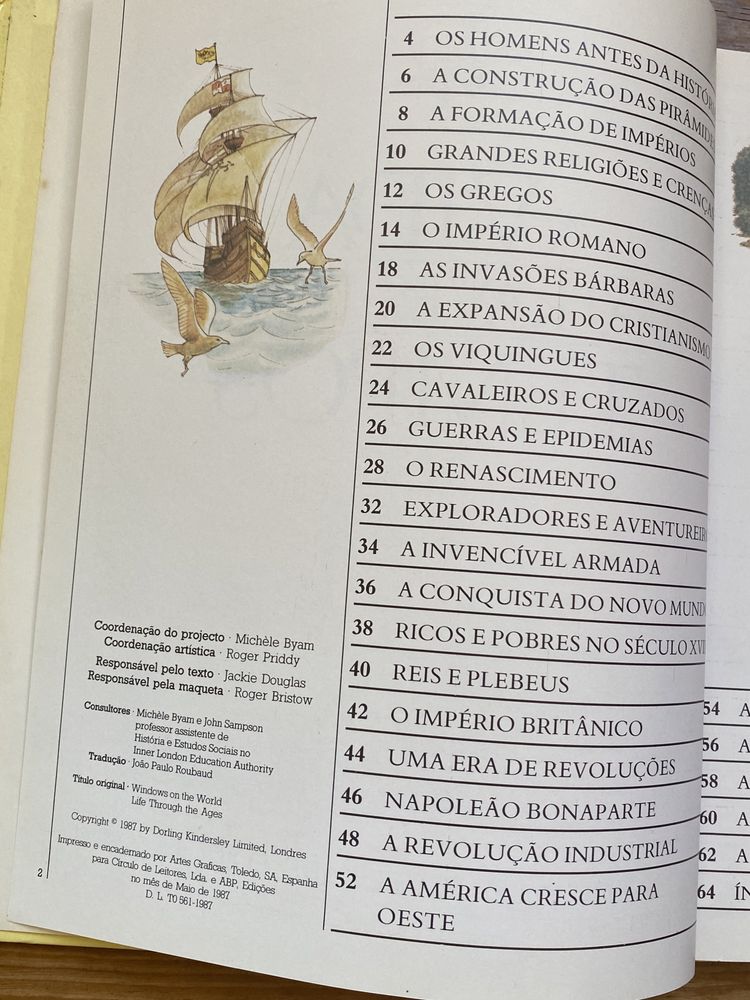 4 OS HOMENS ANTES DA HISTÓR
6 A CONSTRUÇÃO DAS PIRÂMIDE
8 A FORMAÇÃO DE IMPÉRIOS
10 GRANDES RELIGIÕES E CRENÇA
12 OS GREGOS
14 O IMPÉRIO ROMANO
18 AS INVASÕES BÁRBARAS
20 A EXPANSÃO DO CRISTIANISMO
22 OS VIQUINGUES
24 CAVALEIROS E CRUZADOS
26 GUERRAS E EPIDEMIAS
28 O RENASCIMENTO
32 EXPLORADORES E AVENTUREIR
34 A INVENCÍVEL ARMADA
36 A CONQUISTA DO NOVO MUND
38 RICOS E POBRES NO SÉCULO XVI
40 REIS E PLEBEUS
42 O IMPÉRIO BRITÂNICO
44 UMA ERA DE REVOLUÇÕES
46 NAPOLEÃO BONAPARTE
48 A REVOLUÇÃO INDUSTRIAL
52 A AMÉRICA CRESCE PARA
OESTE
Coordenação do projecto · Michèle Byam
Coordenação artística · Roger Priddy
Responsável pelo texto · Jackie Douglas
Responsável pela maqueta · Roger Bristow
Consultores · Michèle Byam e John Sampson
professor assistente de
História e Estudos Sociais no
Inner London Education Authority
Tradução · João Paulo Roubaud
Título original · Windows on the World
Life Through the Ages
Copyright © 1987 by Dorling Kindersley Limited, Londres
Impresso e encadernado por Artes Graficas, Toledo, SA, Espanha
para Círculo de Leitores, Lda. e ABP, Edições
no mês de Maio de 1987
D. L. TO 561-1987
2
54 A
56 A
58 A
60 A
62 A
64 ÍN